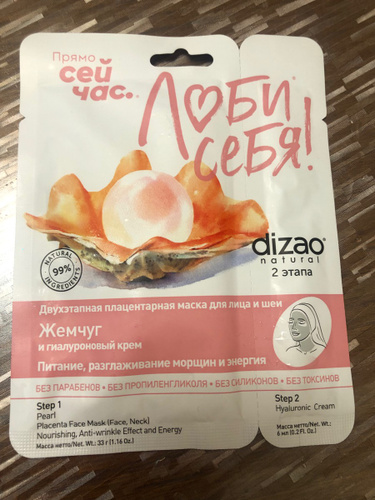 Прямо
сей
час.
Люби
себя!
dizao®
natural
2 этапа
NATURAL
99%
INGREDIENTS
Двухэтапная плацентарная маска для лица и шеи
Жемчуг
и гиалуроновый крем
Питание, разглаживание морщин и энергия
БЕЗ ПАРАБЕНОВ • БЕЗ ПРОПИЛЕНГЛИКОЛЯ • БЕЗ СИЛИКОНОВ • БЕЗ ТОКСИНОВ
Step 1
Pearl
Placenta Face Mask (Face, Neck)
Nourishing, Anti-wrinkle Effect and Energy
Масса нетто/Net. Wt.: 33 г (1.16 Oz.)
Step 2
Hyaluronic Cream
Масса нетто/Net. Wt.:
6 мл (0.2 Fl. Oz.)